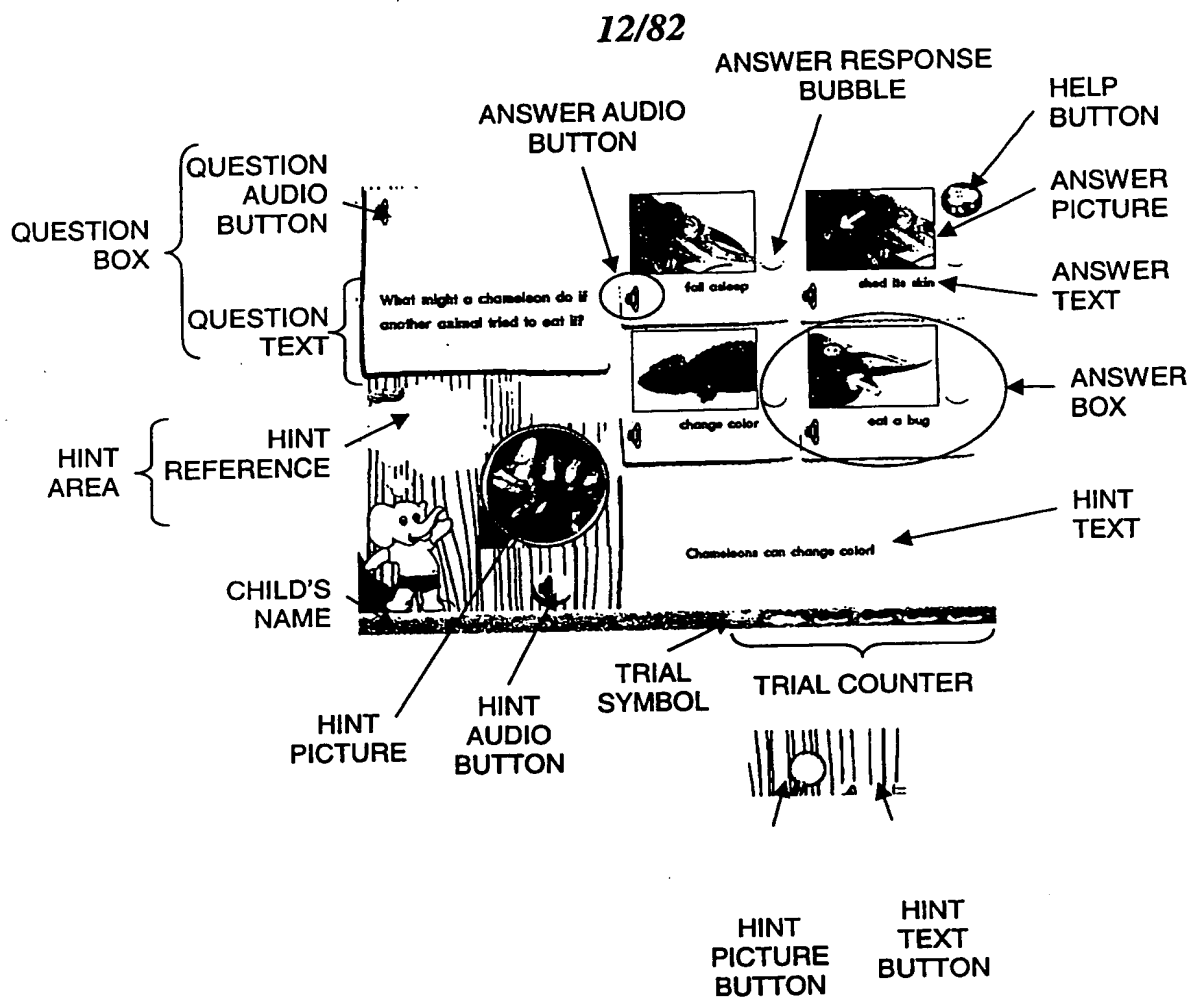 12/82
ANSWER RESPONSE
BUBBLE
HELP
BUTTON
ANSWER AUDIO
BUTTON
QUESTION
AUDIO
BUTTON
ANSWER
PICTURE
QUESTION
BOX
ANSWER
TEXT
fall asleep
shed its skin
What might a chameleon do if
another animal tried to eat it?
QUESTION
TEXT
ANSWER
BOX
change color
eat a bug
HINT
REFERENCE
HINT
AREA
HINT
TEXT
Chameleons can change color!
CHILD'S
NAME
TRIAL
SYMBOL
TRIAL COUNTER
HINT
PICTURE
HINT
AUDIO
BUTTON
HINT
PICTURE
BUTTON
HINT
TEXT
BUTTON